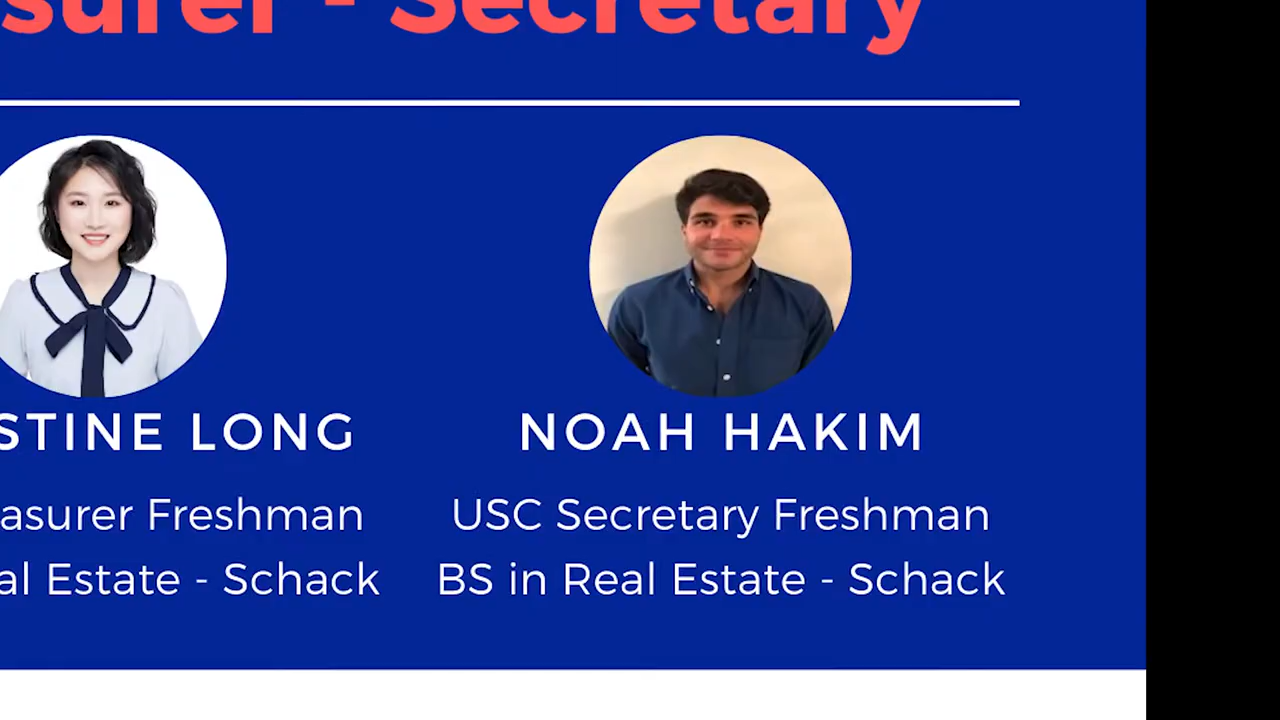 surer - Secretary
STINE LONG
NOAH HAKIM
asurer Freshman
USC Secretary Freshman
al Estate - Schack
BS in Real Estate - Schack